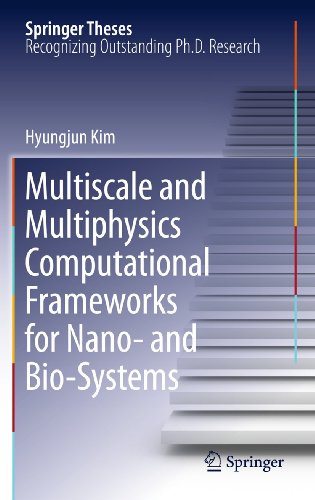 Springer Theses
Recognizing Outstanding Ph.D. Research
Hyungjun Kim
Multiscale and
Multiphysics
Computational
Frameworks
for Nano- and
Bio-Systems
Springer